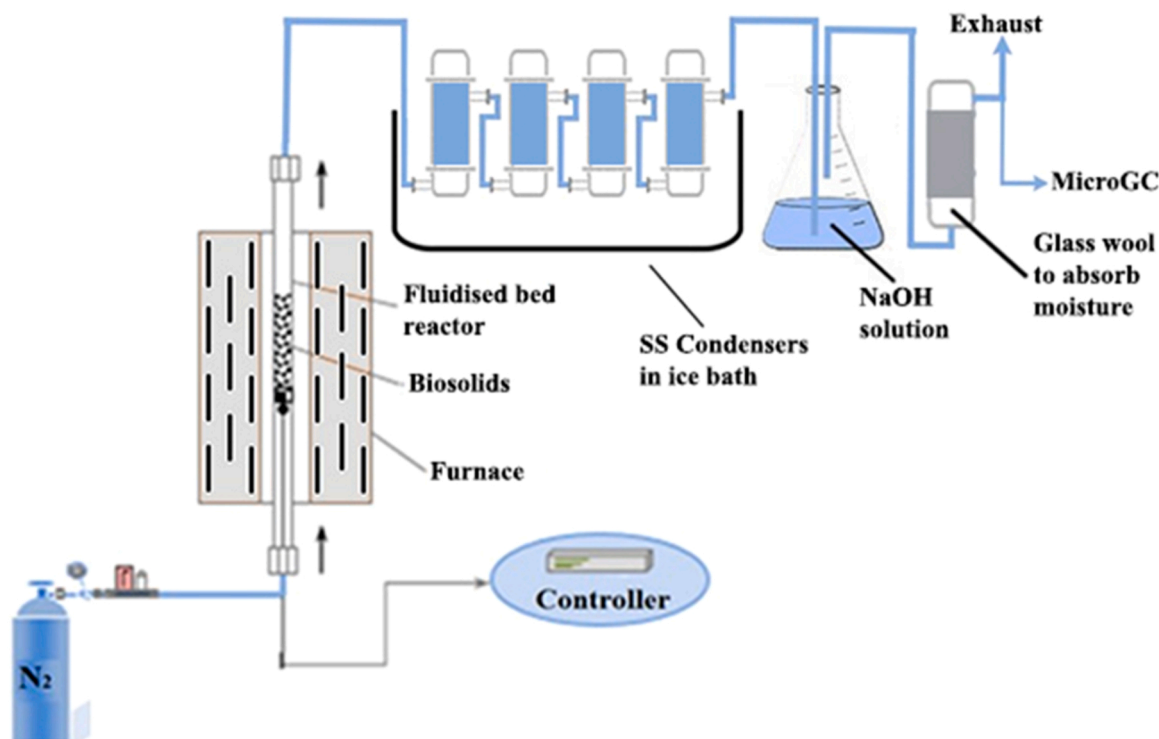 Exhaust
MicroGC
Glass wool
to absorb
moisture
NaOH
solution
SS Condensers
in ice bath
Fluidised bed
reactor
Biosolids
Furnace
Controller
N₂